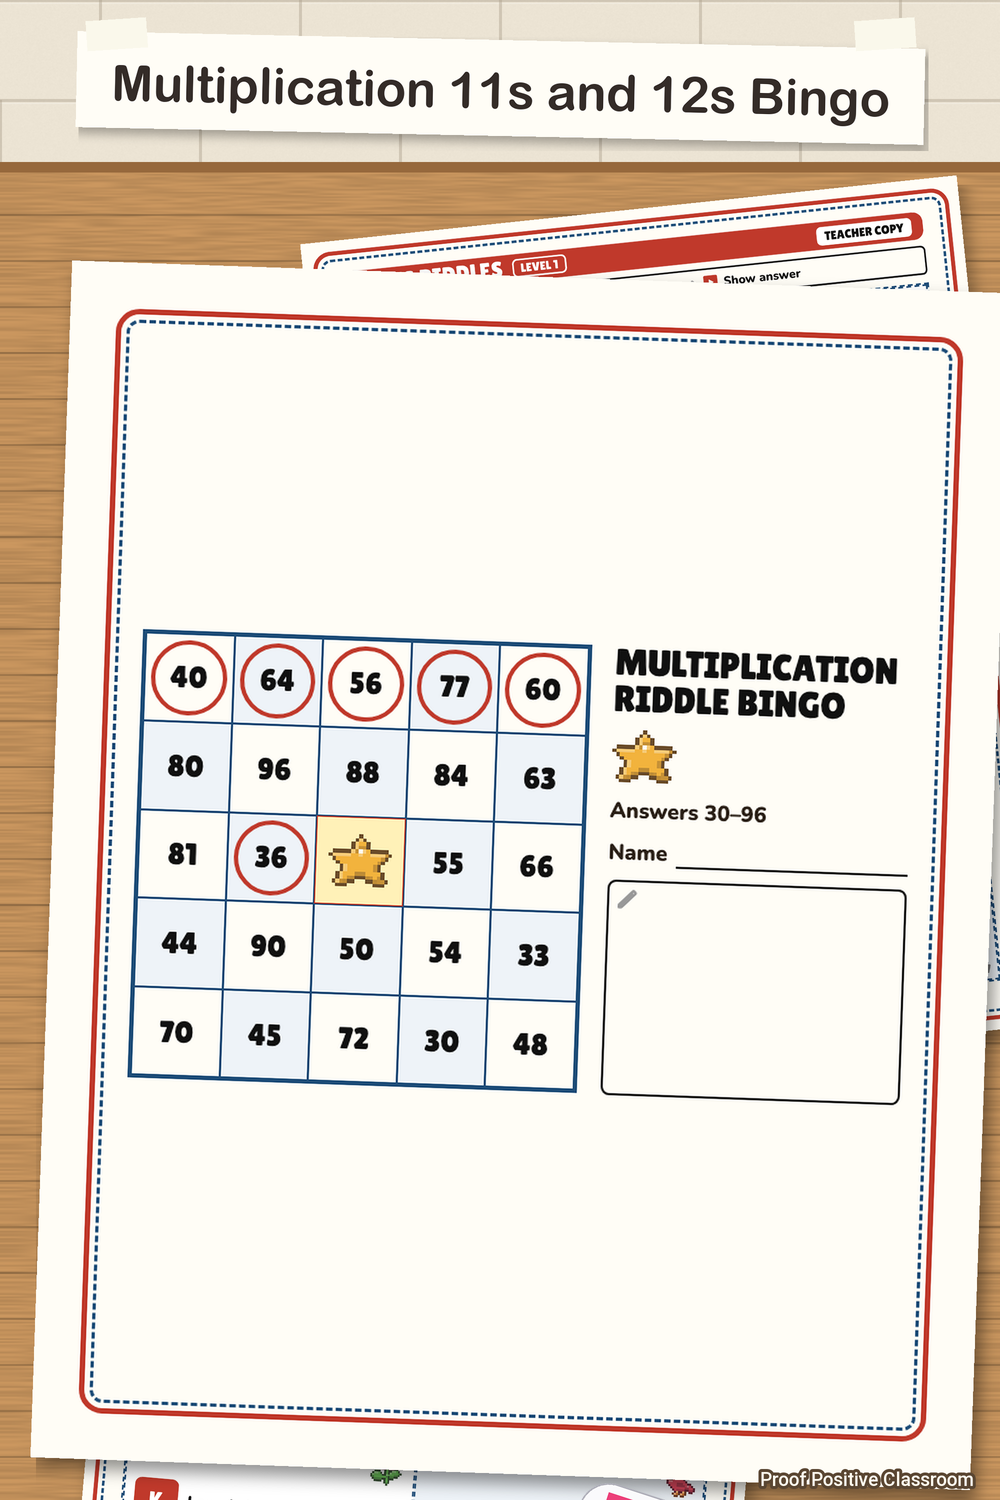 Multiplication 11s and 12s Bingo
TEACHER COPY
LEVEL 1
Show answer
40 64 56 77 60
80 96 88 84 63
81 36 55 66
44 90 50 54 33
70 45 72 30 48
MULTIPLICATION
RIDDLE BINGO
Answers 30–96
Name
K
Proof Positive Classroom